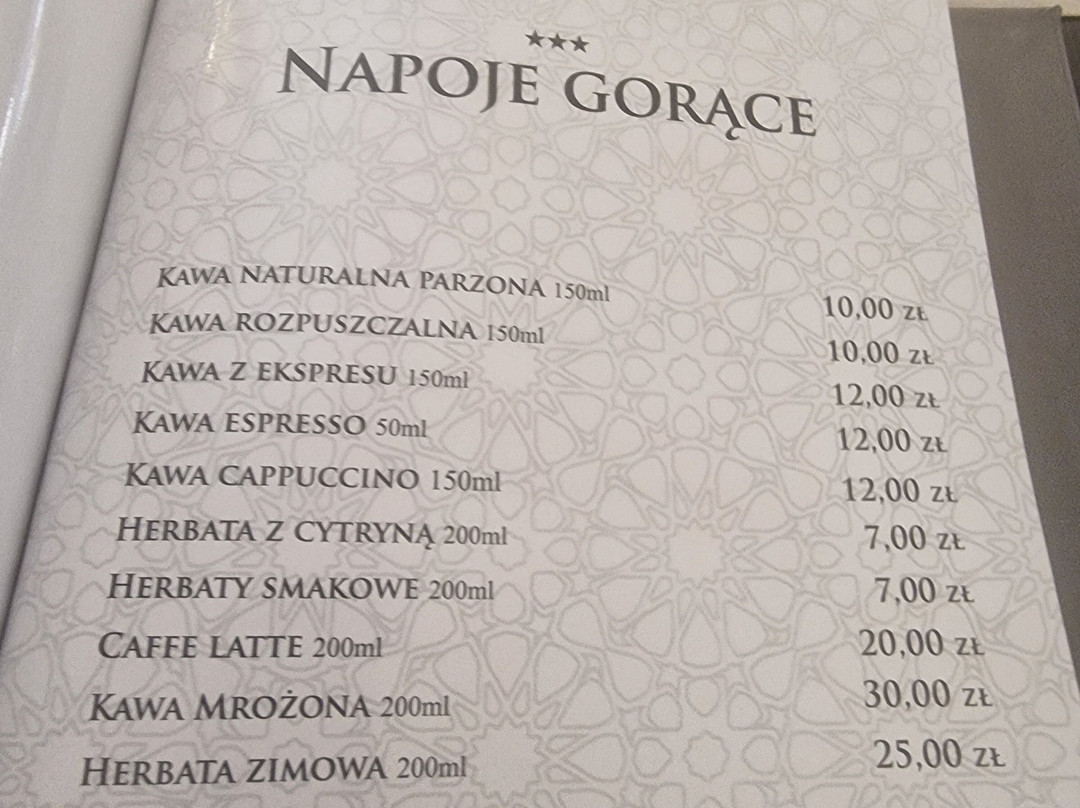 ★★★
NAPOJE GORĄCE
KAWA NATURALNA PARZONA 150ml 10,00 ZŁ
KAWA ROZPUSZCZALNA 150ml 10,00 ZŁ
KAWA Z EKSPRESU 150ml 12,00 ZŁ
KAWA ESPRESSO 50ml 12,00 ZŁ
KAWA CAPPUCCINO 150ml 12,00 ZŁ
HERBATA Z CYTRYNĄ 200ml 7,00 ZŁ
HERBATY SMAKOWE 200ml 7,00 ZŁ
CAFFE LATTE 200ml 20,00 ZŁ
KAWA MROŻONA 200ml 30,00 ZŁ
HERBATA ZIMOWA 200ml 25,00 ZŁ